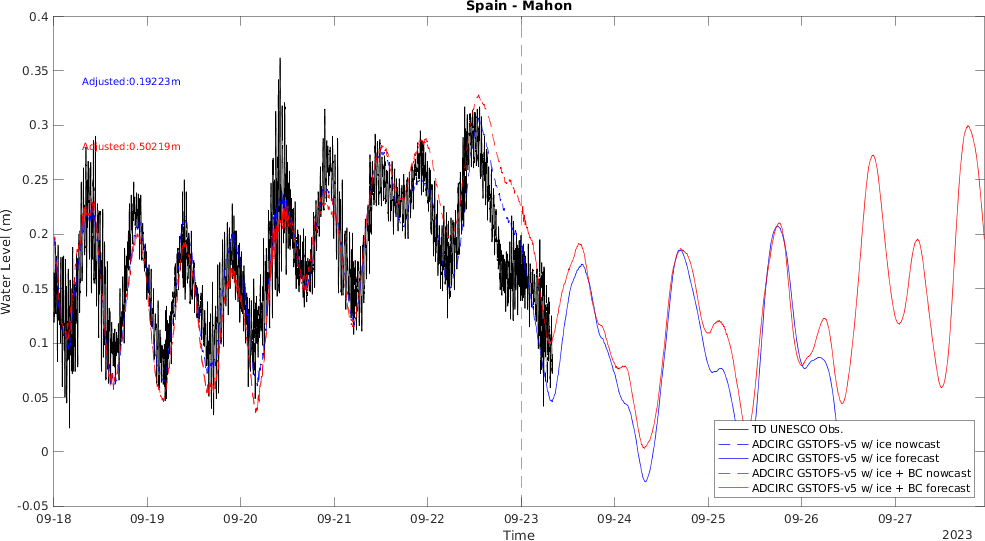 Spain - Mahon
0.4
0.35
0.3
0.25
0.2
0.15
0.1
0.05
0
-0.05
Water Level (m)
Adjusted:0.19223m
Adjusted:0.50219m
TD UNESCO Obs.
ADCIRC GSTOFS-v5 w/ ice nowcast
ADCIRC GSTOFS-v5 w/ ice forecast
ADCIRC GSTOFS-v5 w/ ice + BC nowcast
ADCIRC GSTOFS-v5 w/ ice + BC forecast
09-18 09-19 09-20 09-21 09-22 09-23 09-24 09-25 09-26 09-27
Time
2023